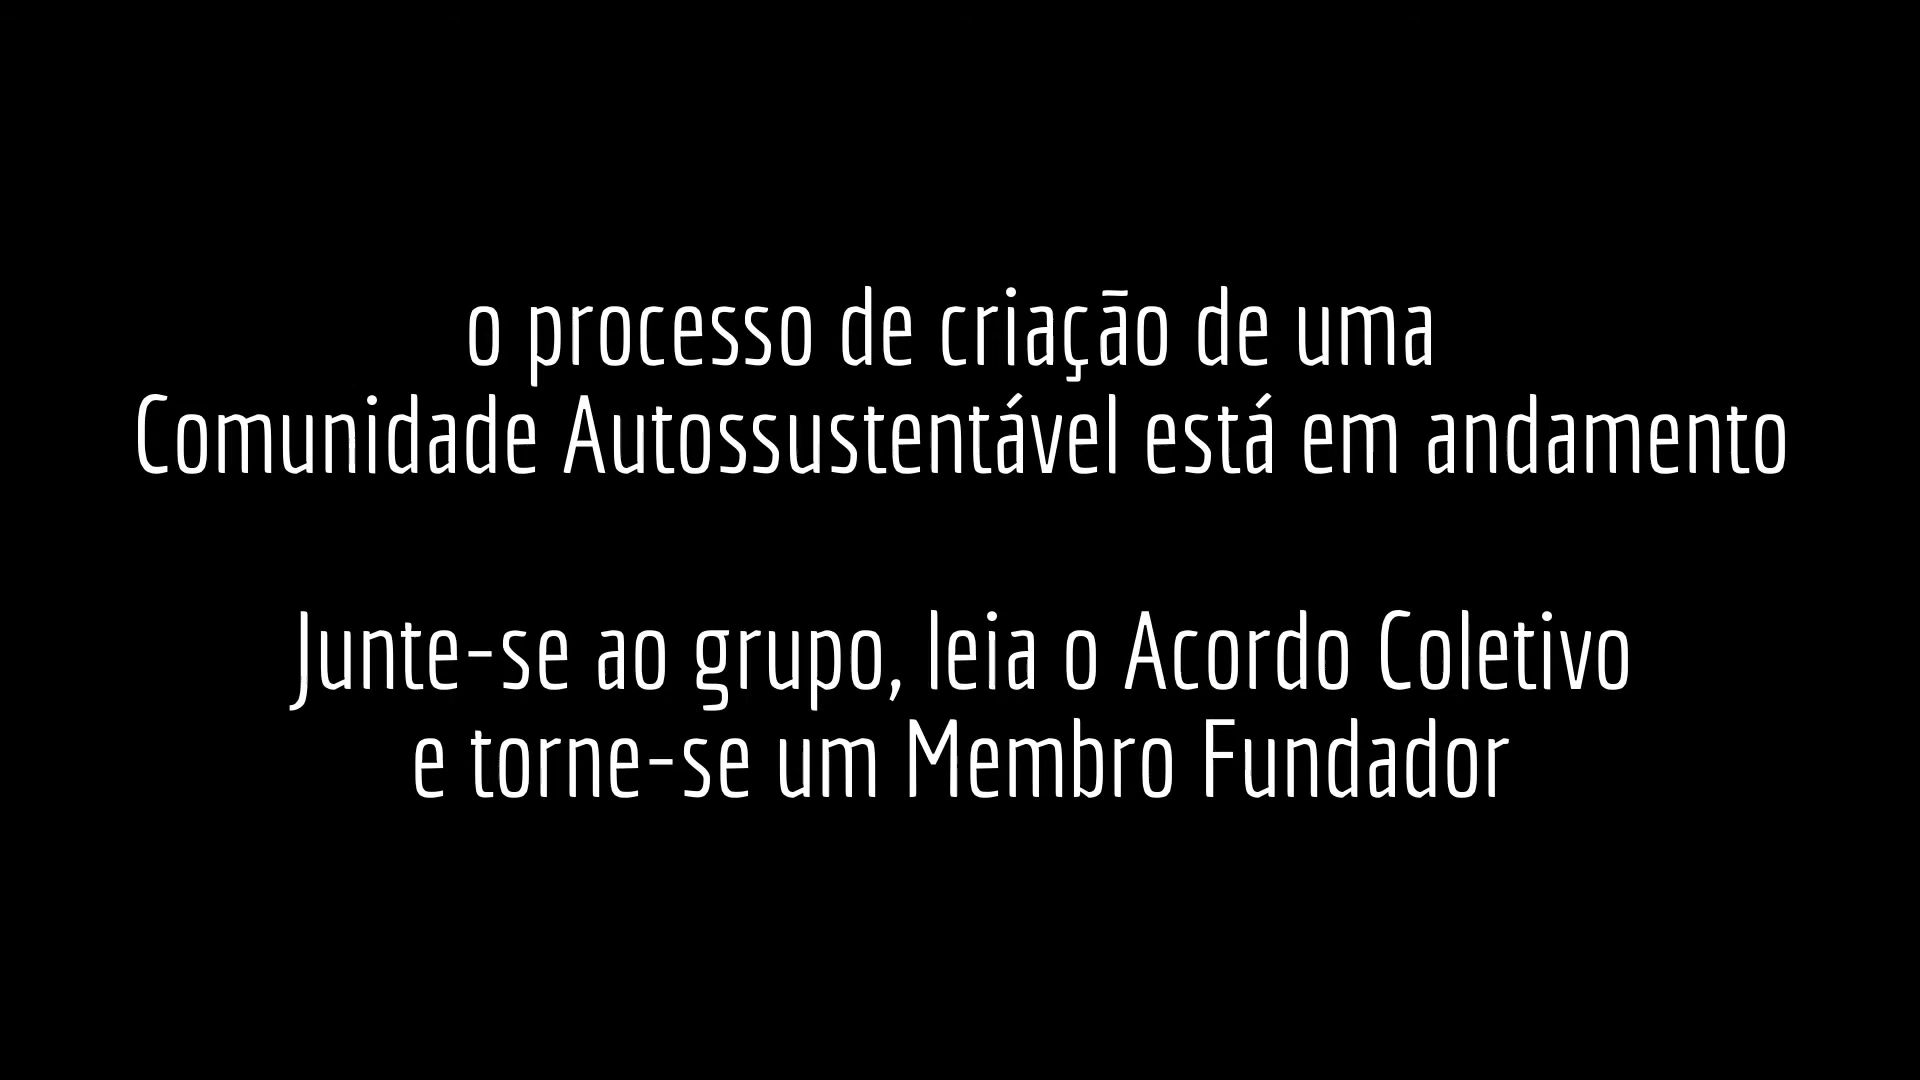 o processo de criação de uma
Comunidade Autossustentável está em andamento
Junte-se ao grupo, leia o Acordo Coletivo
e torne-se um Membro Fundador